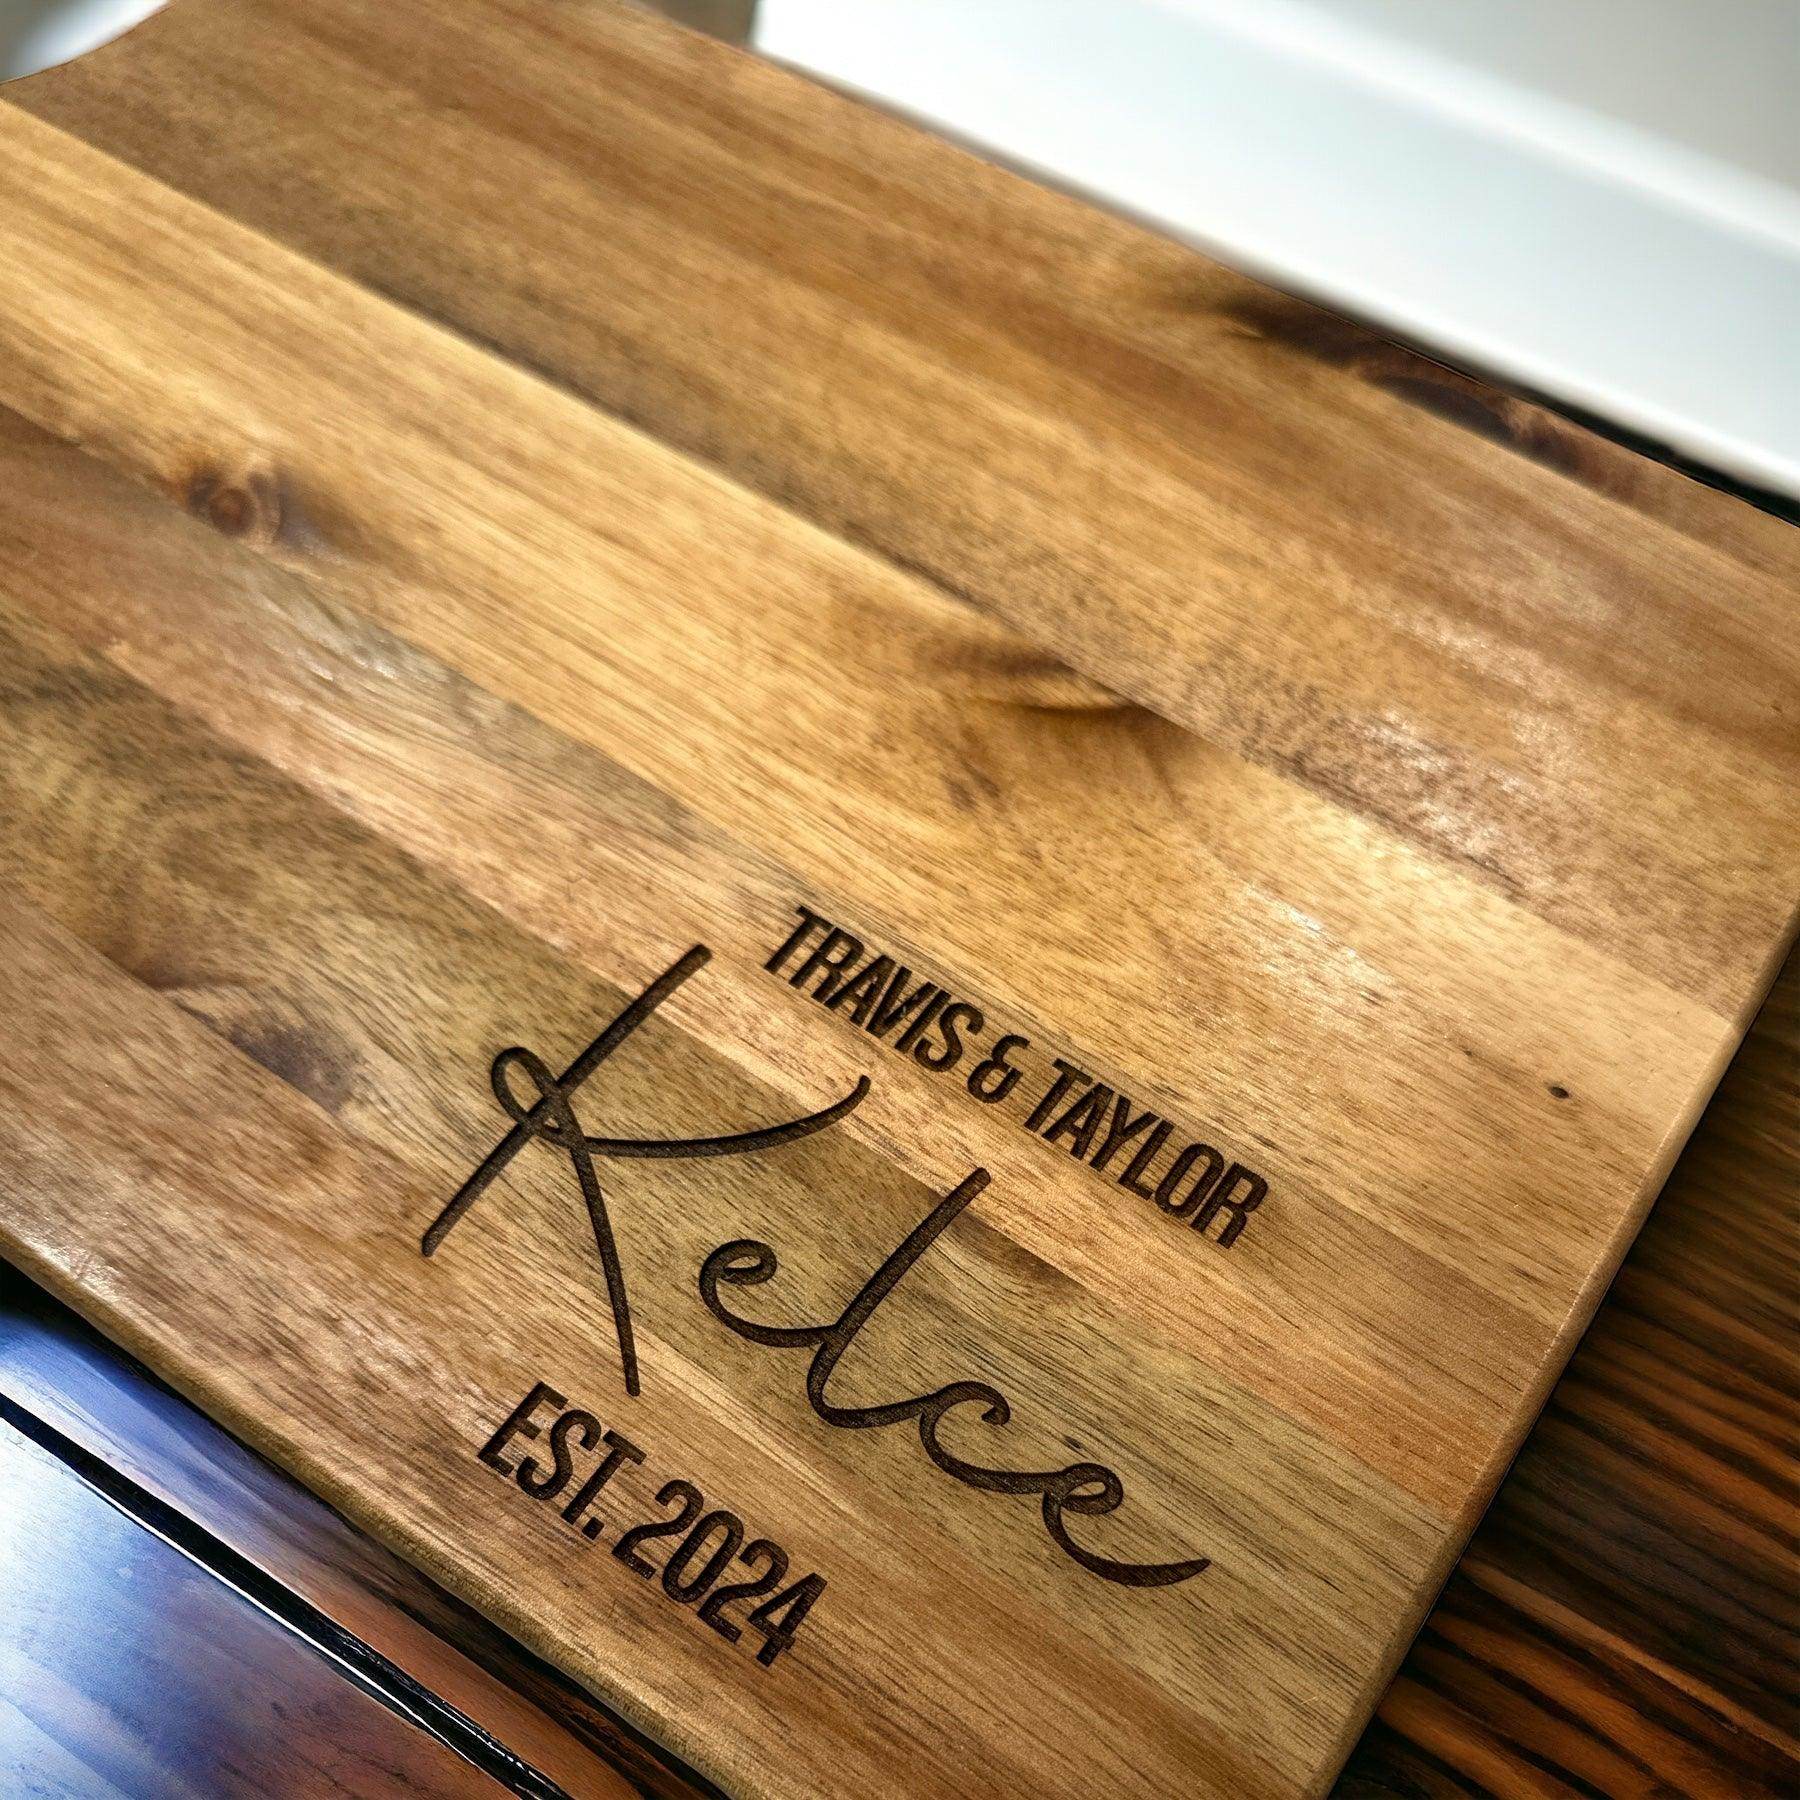 TRAVIS & TAYLOR
Kelce
EST. 2024